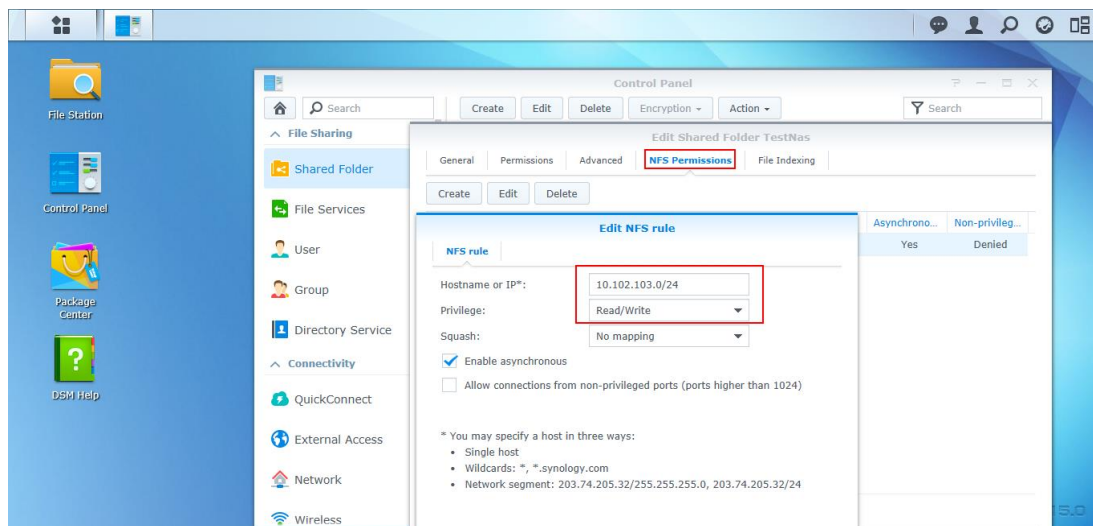 File Station
Control Panel
Package
Center
DSM Help
Control Panel
Search
Create Edit Delete Encryption Action
Search
File Sharing
Shared Folder
File Services
User
Group
Directory Service
Connectivity
QuickConnect
External Access
Network
Wireless
Edit Shared Folder TestNas
General Permissions Advanced NFS Permissions File Indexing
Create Edit Delete
Asynchrono... Non-privileg...
Yes Denied
Edit NFS rule
NFS rule
Hostname or IP*: 10.102.103.0/24
Privilege: Read/Write
Squash: No mapping
Enable asynchronous
Allow connections from non-privileged ports (ports higher than 1024)
* You may specify a host in three ways:
• Single host
• Wildcards: *, *.synology.com
• Network segment: 203.74.205.32/255.255.255.0, 203.74.205.32/24